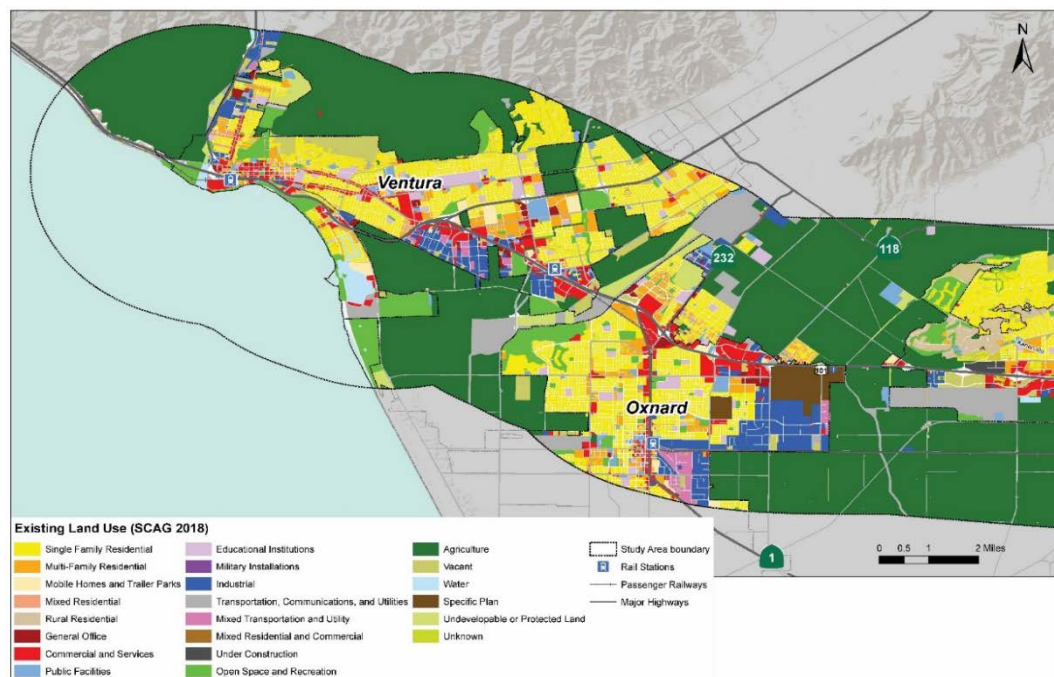 N
Ventura
232
118
101
Oxnard
1
0 0.5 1 2 Miles
Existing Land Use (SCAG 2018)
Single Family Residential
Multi-Family Residential
Mobile Homes and Trailer Parks
Mixed Residential
Rural Residential
General Office
Commercial and Services
Public Facilities
Educational Institutions
Military Installations
Industrial
Transportation, Communications, and Utilities
Mixed Transportation and Utility
Mixed Residential and Commercial
Under Construction
Open Space and Recreation
Agriculture
Vacant
Water
Specific Plan
Undevelopable or Protected Land
Unknown
Study Area boundary
Rail Stations
Passenger Railways
Major Highways